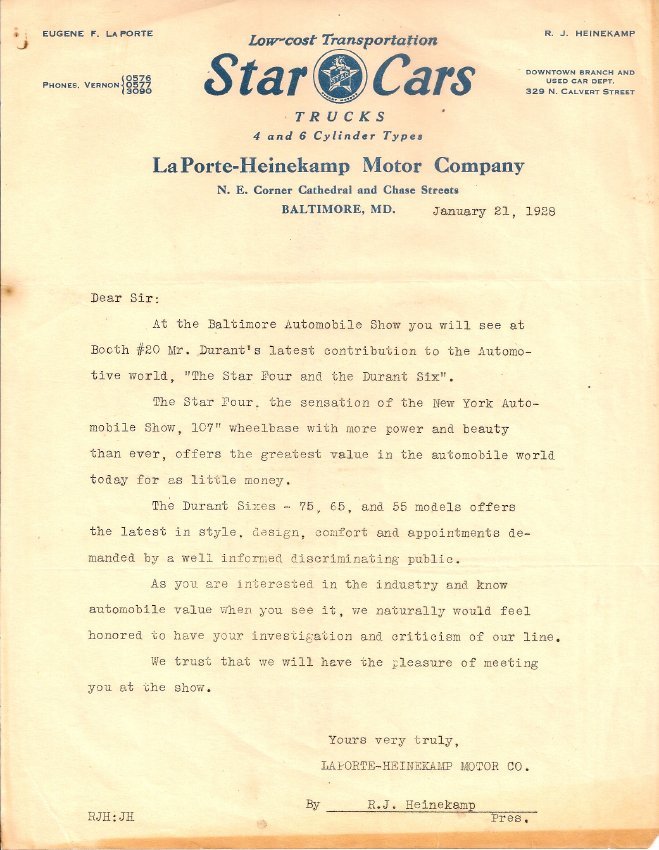 EUGENE F. LAPORTE
R. J. HEINEKAMP
Low-cost Transportation
PHONES, VERNON 0576
0577
3090
Star Cars
DOWNTOWN BRANCH AND
USED CAR DEPT.
329 N. CALVERT STREET
TRUCKS
4 and 6 Cylinder Types
LaPorte-Heinekamp Motor Company
N. E. Corner Cathedral and Chase Streets
BALTIMORE, MD.
January 21, 1928
Dear Sir:
At the Baltimore Automobile Show you will see at
Booth #20 Mr. Durant's latest contribution to the Automo-
tive world, "The Star Four and the Durant Six".
The Star Four, the sensation of the New York Auto-
mobile Show, 107" wheelbase with more power and beauty
than ever, offers the greatest value in the automobile world
today for as little money.
The Durant Sixes - 75, 65, and 55 models offers
the latest in style, design, comfort and appointments de-
manded by a well informed discriminating public.
As you are interested in the industry and know
automobile value when you see it, we naturally would feel
honored to have your investigation and criticism of our line.
We trust that we will have the pleasure of meeting
you at the show.
Yours very truly,
LAPORTE-HEINEKAMP MOTOR CO.
By R.J. Heinekamp
Pres.
RJH:JH